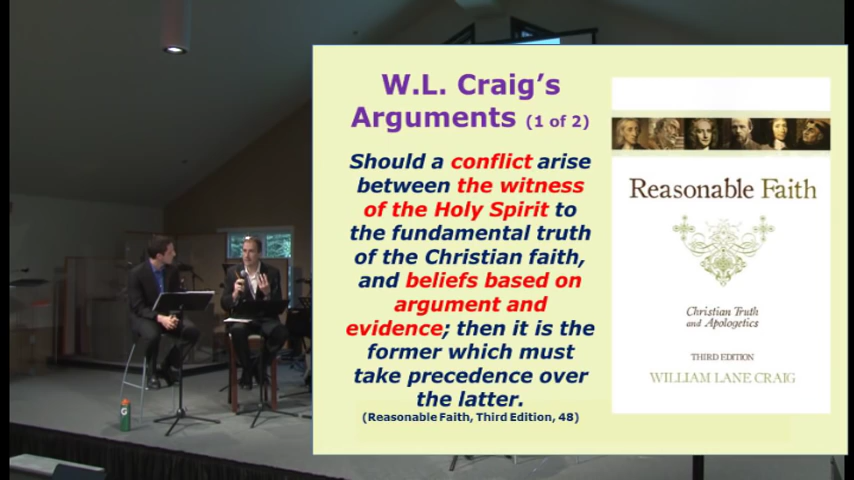 W.L. Craig's
Arguments (1 of 2)
Should a conflict arise
between the witness
of the Holy Spirit to
the fundamental truth
of the Christian faith,
and beliefs based on
argument and
evidence; then it is the
former which must
take precedence over
the latter.
(Reasonable Faith, Third Edition, 48)
Reasonable Faith
Christian Truth
and Apologetics
THIRD EDITION
WILLIAM LANE CRAIG